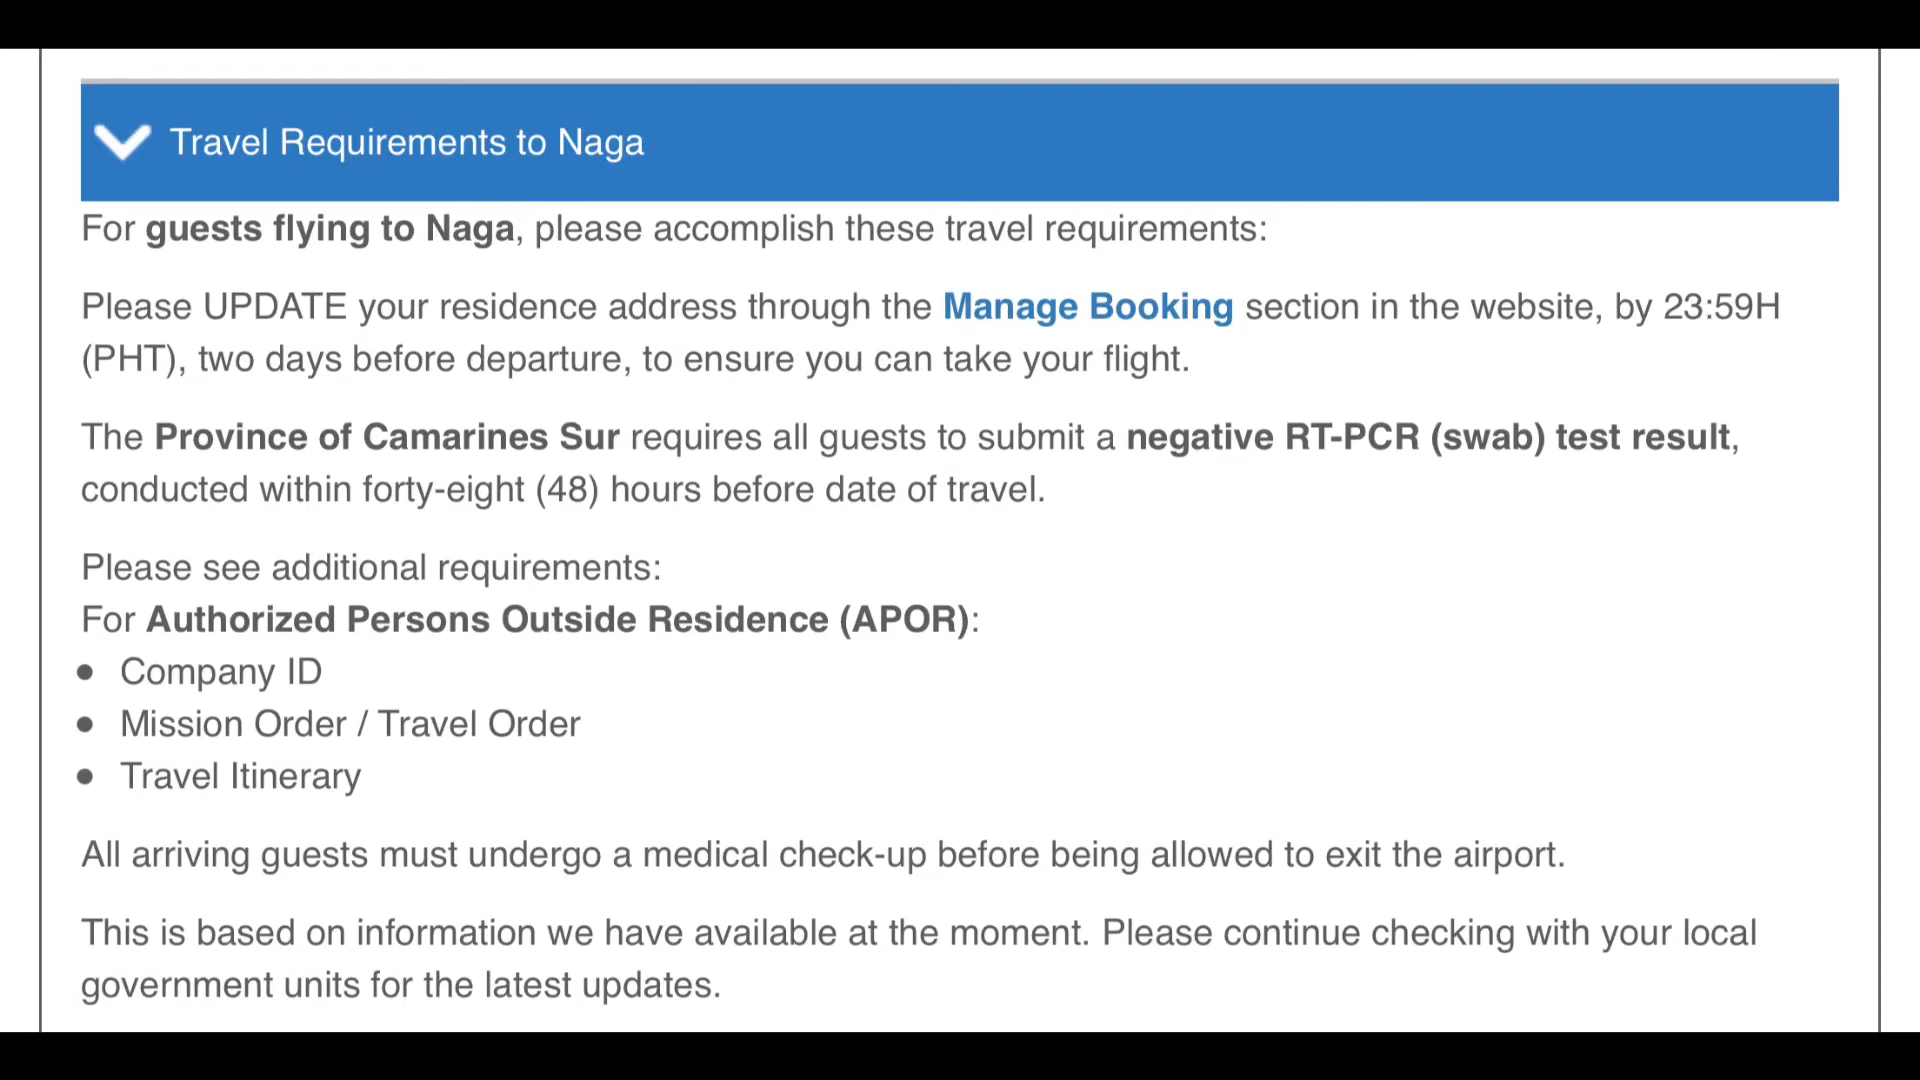 Travel Requirements to Naga
For guests flying to Naga, please accomplish these travel requirements:
Please UPDATE your residence address through the Manage Booking section in the website, by 23:59H
(PHT), two days before departure, to ensure you can take your flight.
The Province of Camarines Sur requires all guests to submit a negative RT-PCR (swab) test result,
conducted within forty-eight (48) hours before date of travel.
Please see additional requirements:
For Authorized Persons Outside Residence (APOR):
• Company ID
• Mission Order / Travel Order
• Travel Itinerary
All arriving guests must undergo a medical check-up before being allowed to exit the airport.
This is based on information we have available at the moment. Please continue checking with your local
government units for the latest updates.